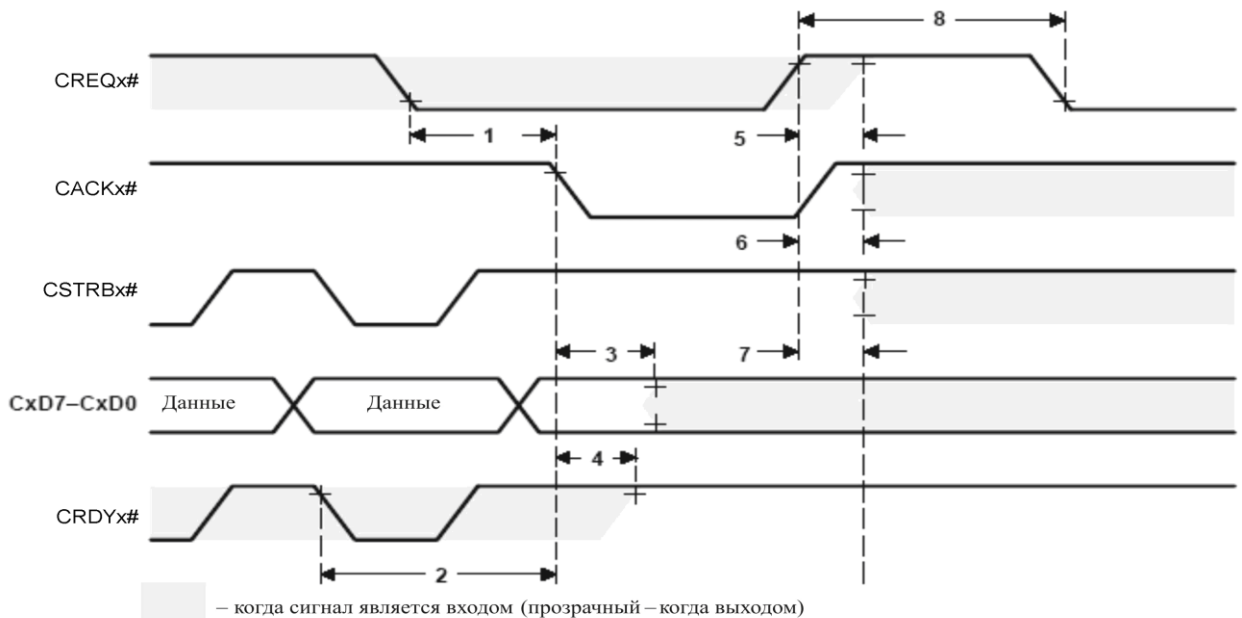 8
CREQx#
1
5
CACKx#
6
CSTRBx#
3
7
CxD7–CxD0
Данные
Данные
4
CRDYx#
2
– когда сигнал является входом (прозрачный – когда выходом)